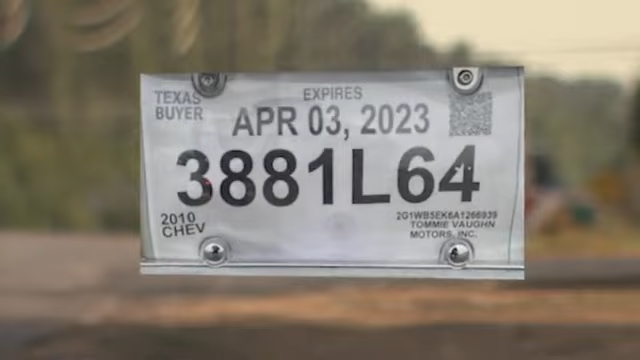 TEXAS
BUYER
EXPIRES
APR 03, 2023
3881L64
2010
CHEV
2G1WB5EK6A1266939
TOMMIE VAUGHN
MOTORS, INC.